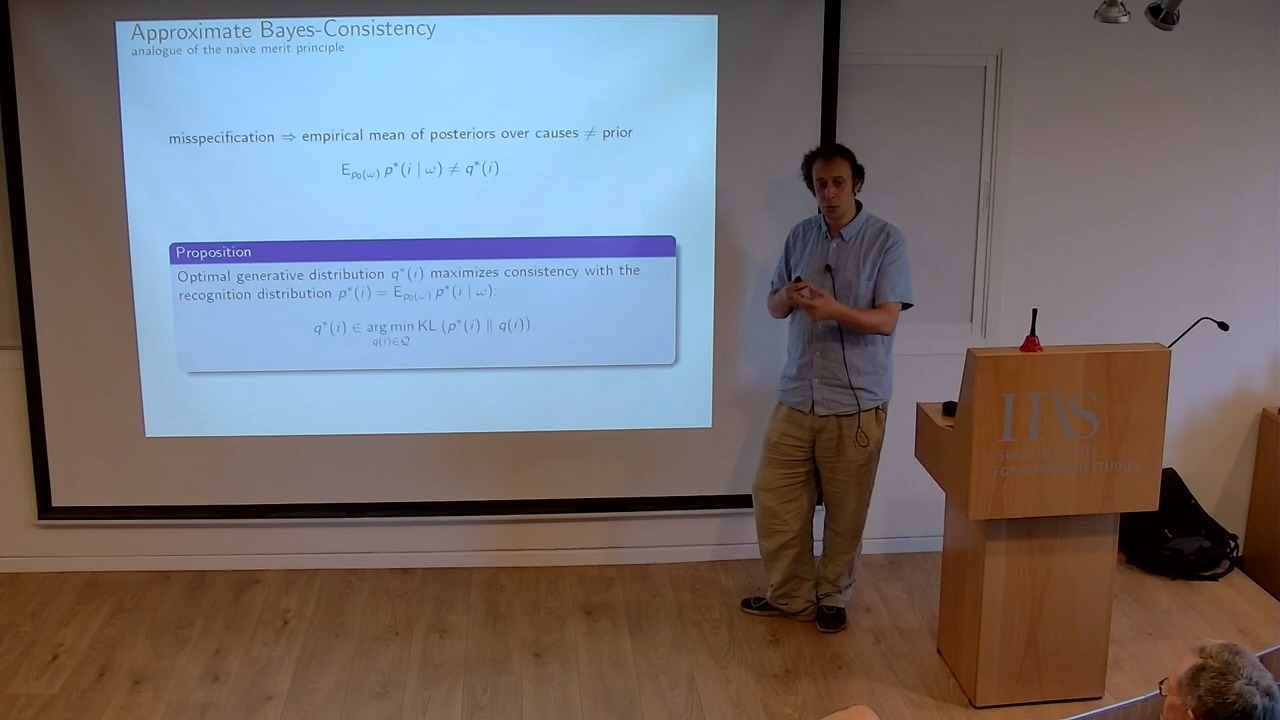 Approximate Bayes-Consistency
analogue of the naive merit principle
misspecification ⇒ empirical mean of posteriors over causes ≠ prior
E_{p₀(ω)} p*(i | ω) ≠ q*(i)
Proposition
Optimal generative distribution q*(i) maximizes consistency with the
recognition distribution p*(i) = E_{p₀(ω)} p*(i | ω):
q*(i) ∈ arg min KL (p*(i) ∥ q(i)).
q(i)∈Q
IIAS
ISRAEL INSTITUTE
FOR ADVANCED STUDIES